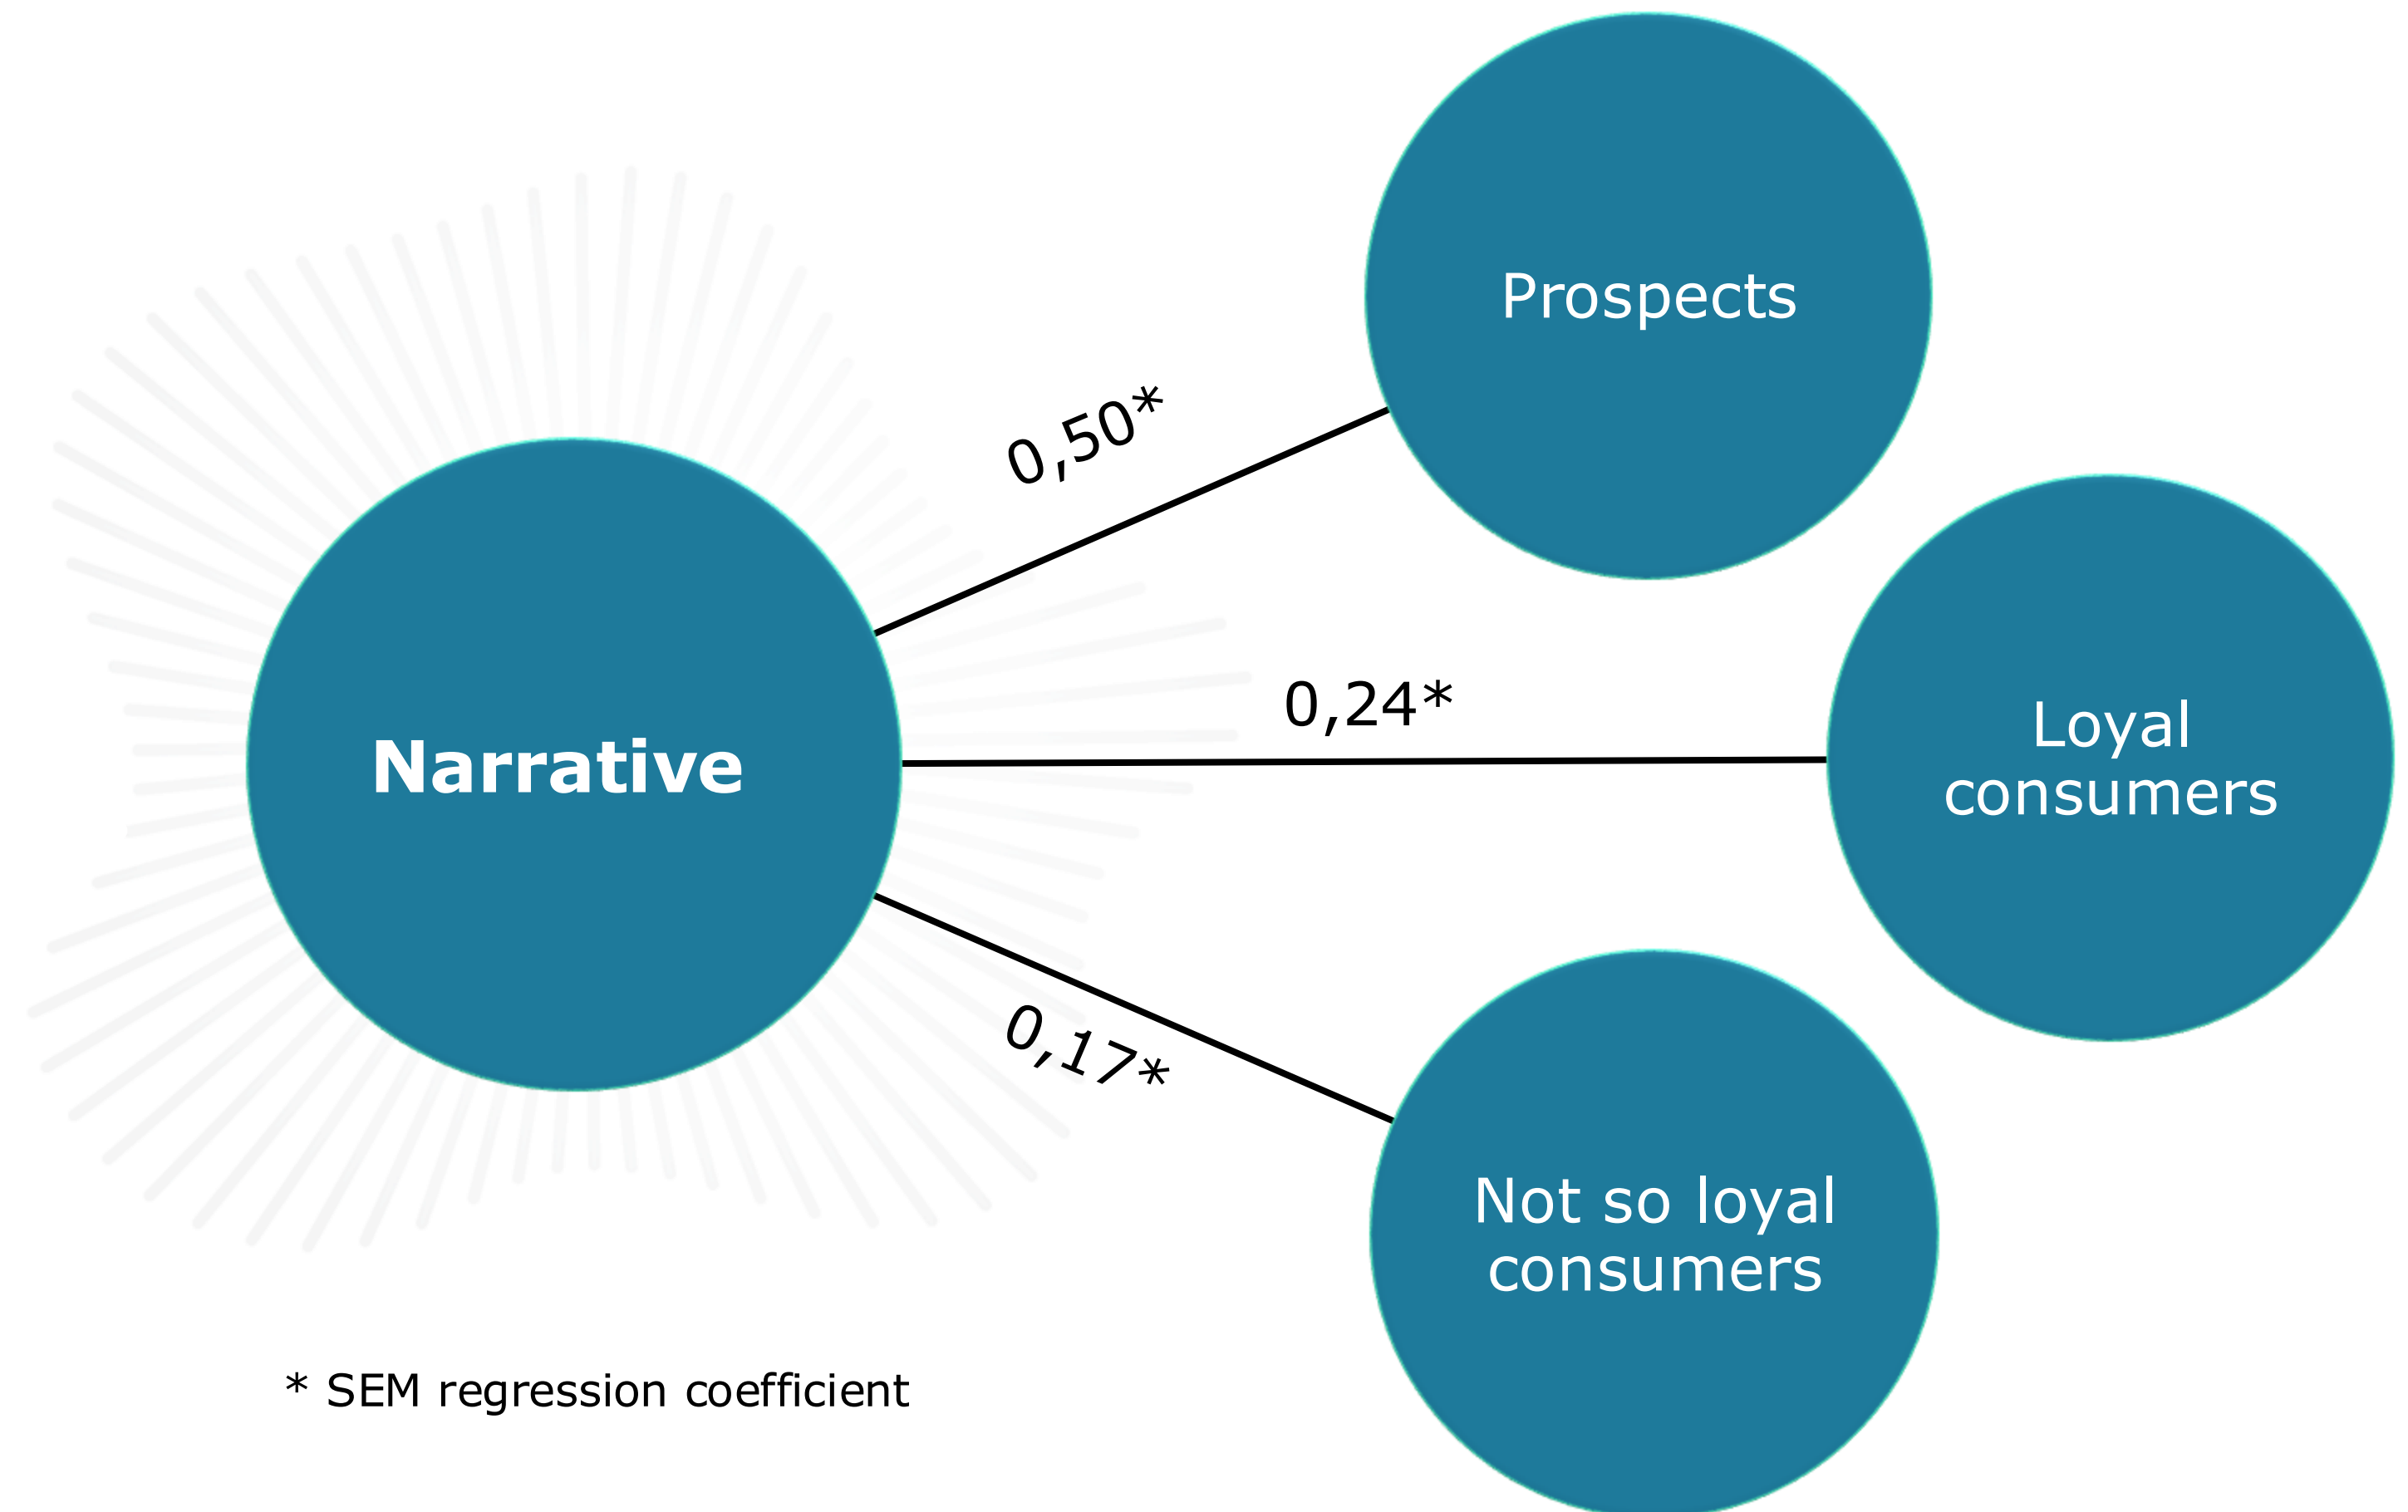 Prospects
0,50*
0,24*
Loyal
consumers
Narrative
0,17*
Not so loyal
consumers
* SEM regression coefficient